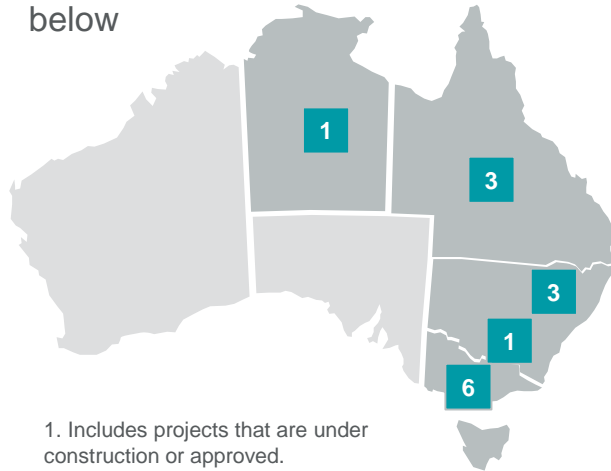 below
1
3
3
1
6
1. Includes projects that are under
construction or approved.